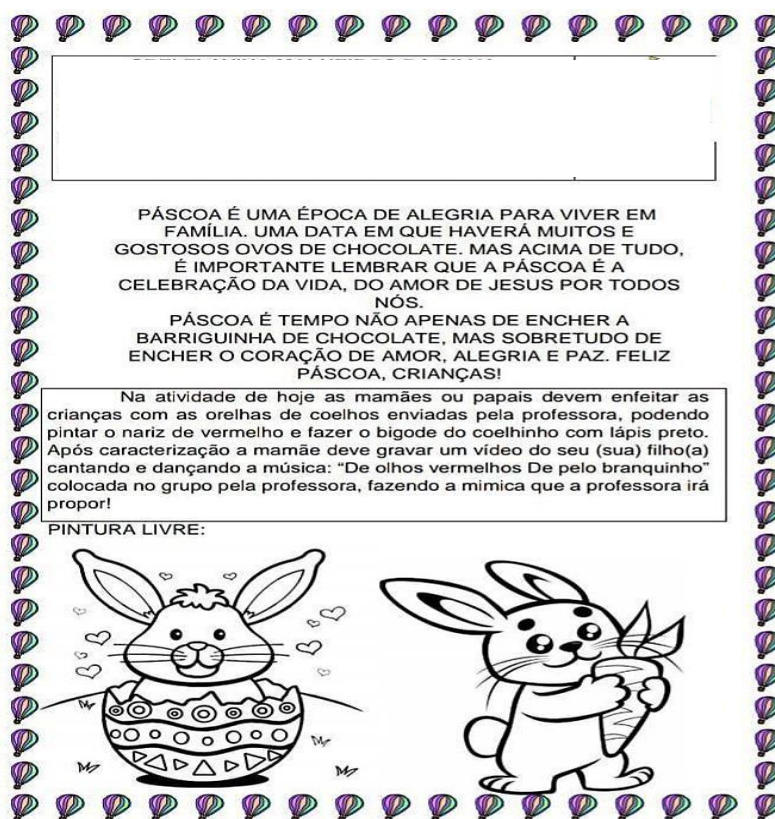 PÁSCOA É UMA ÉPOCA DE ALEGRIA PARA VIVER EM
FAMÍLIA. UMA DATA EM QUE HAVERÁ MUITOS E
GOSTOSOS OVOS DE CHOCOLATE. MAS ACIMA DE TUDO,
É IMPORTANTE LEMBRAR QUE A PÁSCOA É A
CELEBRAÇÃO DA VIDA, DO AMOR DE JESUS POR TODOS
NÓS.
PÁSCOA É TEMPO NÃO APENAS DE ENCHER A
BARRIGUINHA DE CHOCOLATE, MAS SOBRETUDO DE
ENCHER O CORAÇÃO DE AMOR, ALEGRIA E PAZ. FELIZ
PÁSCOA, CRIANÇAS!
Na atividade de hoje as mamães ou papais devem enfeitar as
crianças com as orelhas de coelhos enviadas pela professora, podendo
pintar o nariz de vermelho e fazer o bigode do coelhinho com lápis preto.
Após caracterização a mamãe deve gravar um vídeo do seu (sua) filho(a)
cantando e dançando a música: “De olhos vermelhos De pelo branquinho”
colocada no grupo pela professora, fazendo a mimica que a professora irá
propor!
PINTURA LIVRE: